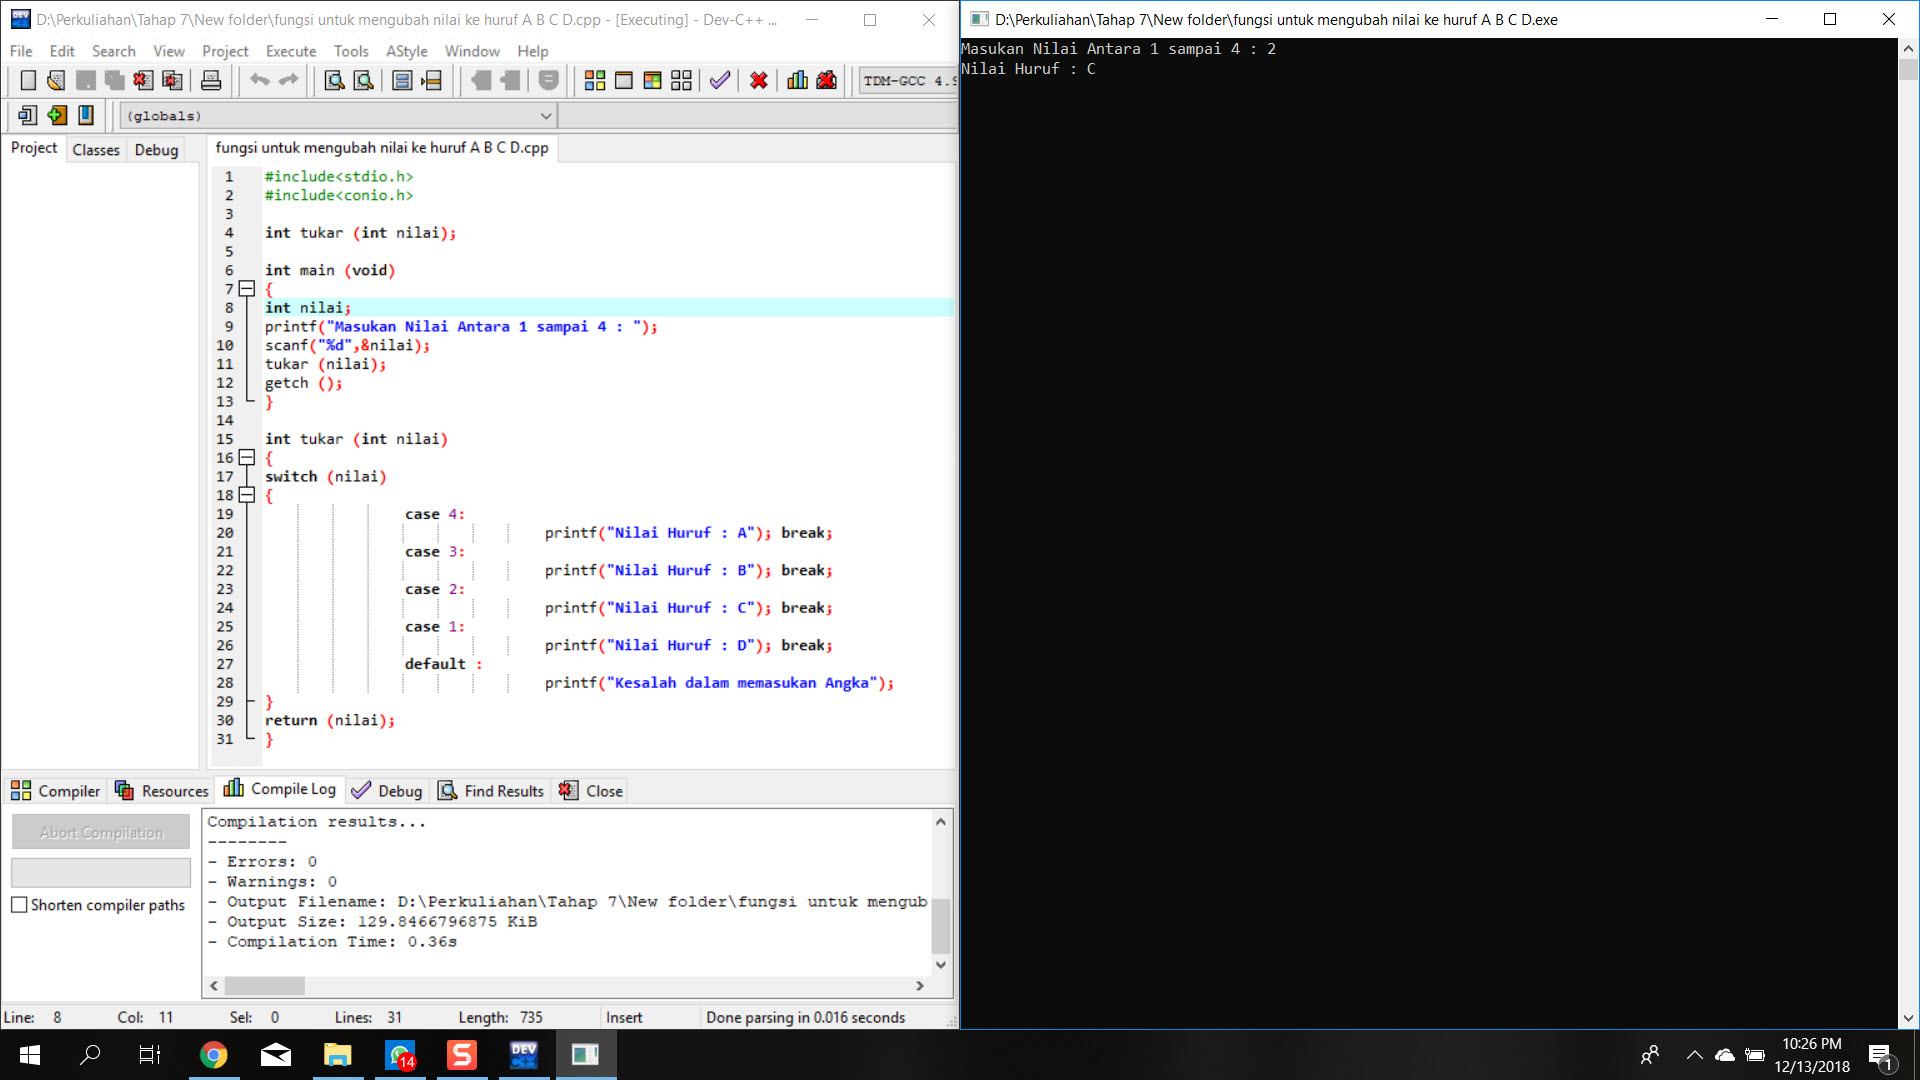 D:\Perkuliahan\Tahap 7\New folder\fungsi untuk mengubah nilai ke huruf A B C D.cpp - [Executing] - Dev-C++ ...
File Edit Search View Project Execute Tools AStyle Window Help
TDM-GCC 4.9
(globals)
Project Classes Debug
fungsi untuk mengubah nilai ke huruf A B C D.cpp
1 #include<stdio.h>
2 #include<conio.h>
3
4 int tukar (int nilai);
5
6 int main (void)
7 {
8 int nilai;
9 printf("Masukan Nilai Antara 1 sampai 4 : ");
10 scanf("%d",&nilai);
11 tukar (nilai);
12 getch ();
13 }
14
15 int tukar (int nilai)
16 {
17 switch (nilai)
18 {
19 case 4:
20 printf("Nilai Huruf : A"); break;
21 case 3:
22 printf("Nilai Huruf : B"); break;
23 case 2:
24 printf("Nilai Huruf : C"); break;
25 case 1:
26 printf("Nilai Huruf : D"); break;
27 default :
28 printf("Kesalah dalam memasukan Angka");
29 }
30 return (nilai);
31 }
Compiler Resources Compile Log Debug Find Results Close
Abort Compilation
Shorten compiler paths
Compilation results...
--------
- Errors: 0
- Warnings: 0
- Output Filename: D:\Perkuliahan\Tahap 7\New folder\fungsi untuk mengub
- Output Size: 129.8466796875 KiB
- Compilation Time: 0.36s
Line: 8 Col: 11 Sel: 0 Lines: 31 Length: 735 Insert Done parsing in 0.016 seconds
D:\Perkuliahan\Tahap 7\New folder\fungsi untuk mengubah nilai ke huruf A B C D.exe
Masukan Nilai Antara 1 sampai 4 : 2
Nilai Huruf : C
14
S
DEV
C++
10:26 PM
12/13/2018
1